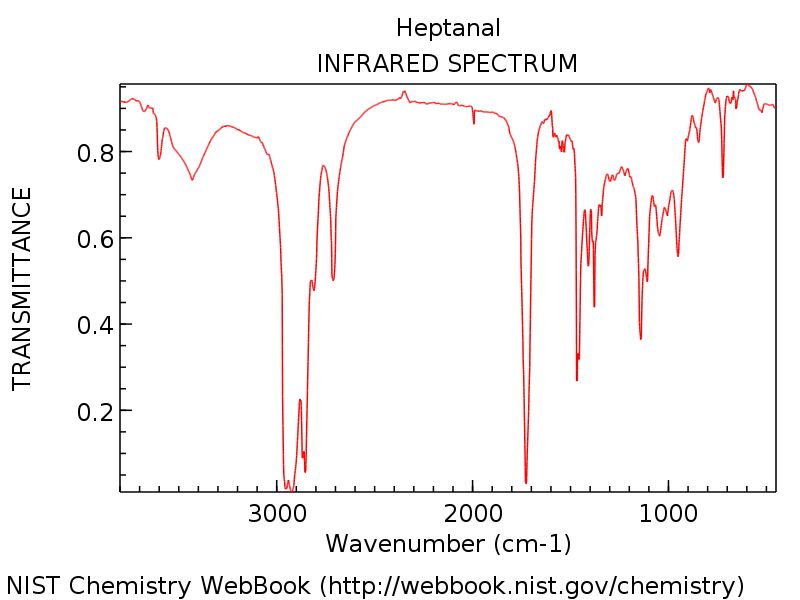 Heptanal
INFRARED SPECTRUM
TRANSMITTANCE
0.8
0.6
0.4
0.2
3000 2000 1000
Wavenumber (cm-1)
NIST Chemistry WebBook (http://webbook.nist.gov/chemistry)